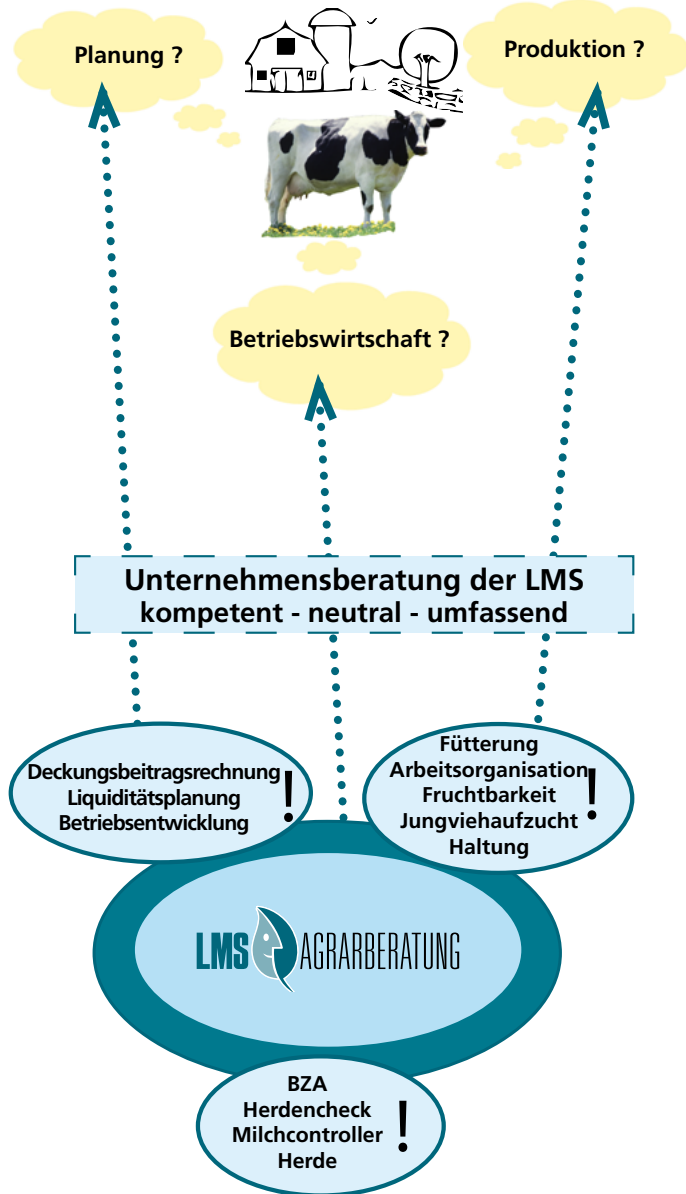 Planung ?
Produktion ?
Betriebswirtschaft ?
Unternehmensberatung der LMS
kompetent - neutral - umfassend
Deckungsbeitragsrechnung
Liquiditätsplanung
Betriebsentwicklung
!
Fütterung
Arbeitsorganisation
Fruchtbarkeit
Jungviehaufzucht
Haltung
!
LMS AGRARBERATUNG
BZA
Herdencheck
Milchcontroller
Herde
!